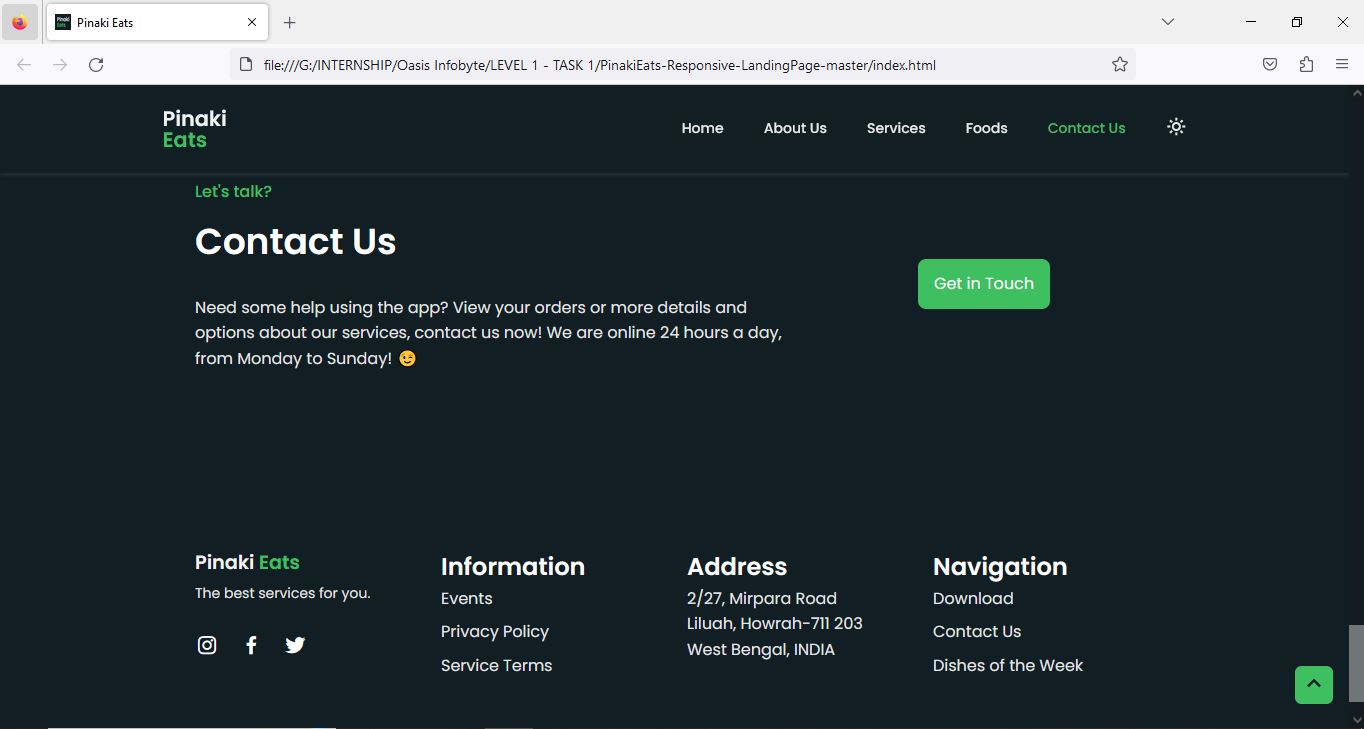 Pinaki Eats
file:///G:/INTERNSHIP/Oasis Infobyte/LEVEL 1 - TASK 1/PinakiEats-Responsive-LandingPage-master/index.html
Pinaki
Eats
Home
About Us
Services
Foods
Contact Us
Let's talk?
Contact Us
Need some help using the app? View your orders or more details and
options about our services, contact us now! We are online 24 hours a day,
from Monday to Sunday! 😉
Get in Touch
Pinaki Eats
The best services for you.
Information
Events
Privacy Policy
Service Terms
Address
2/27, Mirpara Road
Liluah, Howrah-711 203
West Bengal, INDIA
Navigation
Download
Contact Us
Dishes of the Week